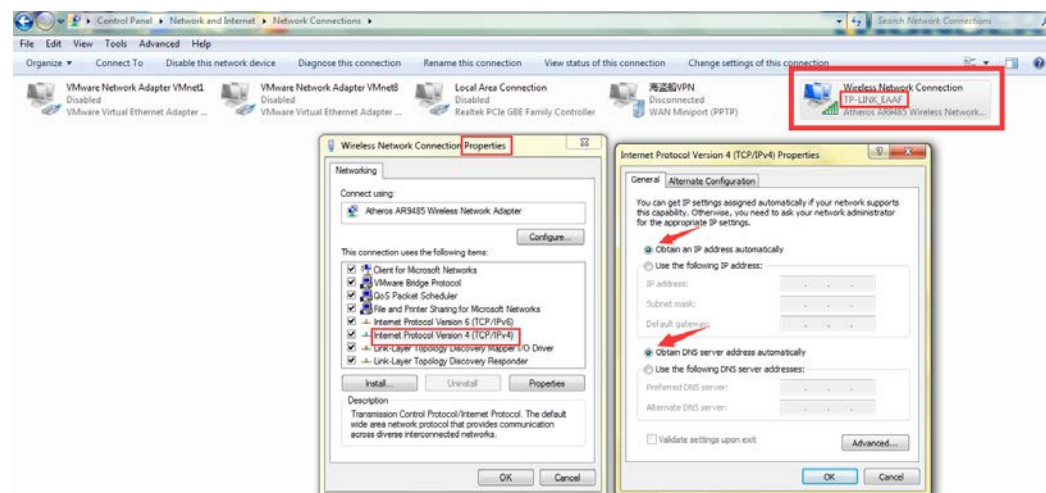 Control Panel ▸ Network and Internet ▸ Network Connections ▸
Search Network Connections
File Edit View Tools Advanced Help
Organize ▾ Connect To Disable this network device Diagnose this connection Rename this connection View status of this connection Change settings of this connection
VMware Network Adapter VMnet1
Disabled
VMware Virtual Ethernet Adapter ...
VMware Network Adapter VMnet8
Disabled
VMware Virtual Ethernet Adapter ...
Local Area Connection
Disabled
Realtek PCIe GBE Family Controller
海盗船VPN
Disconnected
WAN Miniport (PPTP)
Wireless Network Connection
TP-LINK_EAAF
Atheros AR9485 Wireless Network...
Wireless Network Connection Properties
Networking
Connect using:
Atheros AR9485 Wireless Network Adapter
Configure...
This connection uses the following items:
Client for Microsoft Networks
VMware Bridge Protocol
QoS Packet Scheduler
File and Printer Sharing for Microsoft Networks
Internet Protocol Version 6 (TCP/IPv6)
Internet Protocol Version 4 (TCP/IPv4)
Link-Layer Topology Discovery Mapper I/O Driver
Link-Layer Topology Discovery Responder
Install... Uninstall Properties
Description
Transmission Control Protocol/Internet Protocol. The default
wide area network protocol that provides communication
across diverse interconnected networks.
OK Cancel
Internet Protocol Version 4 (TCP/IPv4) Properties
General Alternate Configuration
You can get IP settings assigned automatically if your network supports
this capability. Otherwise, you need to ask your network administrator
for the appropriate IP settings.
Obtain an IP address automatically
Use the following IP address:
IP address:
Subnet mask:
Default gateway:
Obtain DNS server address automatically
Use the following DNS server addresses:
Preferred DNS server:
Alternate DNS server:
Validate settings upon exit
Advanced...
OK Cancel